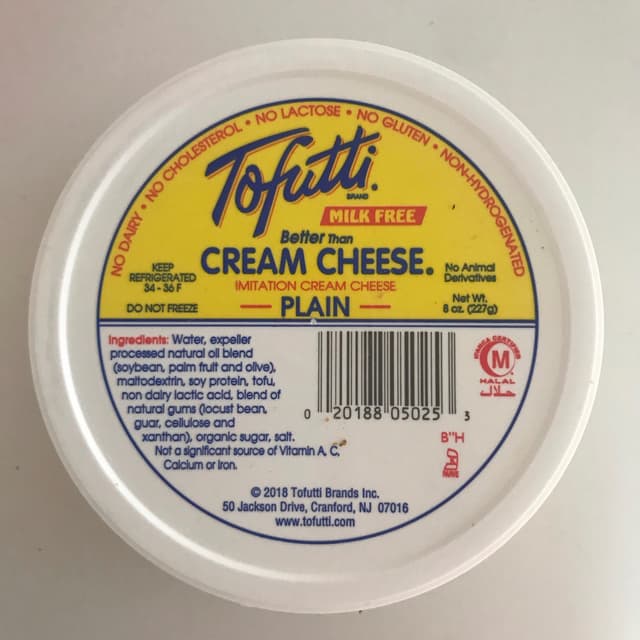 NO DAIRY • NO CHOLESTEROL • NO LACTOSE • NO GLUTEN • NON-HYDROGENATED
Tofutti.
BRAND
MILK FREE
Better Than
CREAM CHEESE.
IMITATION CREAM CHEESE
PLAIN
KEEP
REFRIGERATED
34 - 36 F
DO NOT FREEZE
No Animal
Derivatives
Net Wt.
8 oz. (227g)
Ingredients: Water, expeller
processed natural oil blend
(soybean, palm fruit and olive),
maltodextrin, soy protein, tofu,
non dairy lactic acid, blend of
natural gums (locust bean,
guar, cellulose and
xanthan), organic sugar, salt.
Not a significant source of Vitamin A, C,
Calcium or Iron.
0 20188 05025 3
M
HALAL
حلال
B"H
© 2018 Tofutti Brands Inc.
50 Jackson Drive, Cranford, NJ 07016
www.tofutti.com